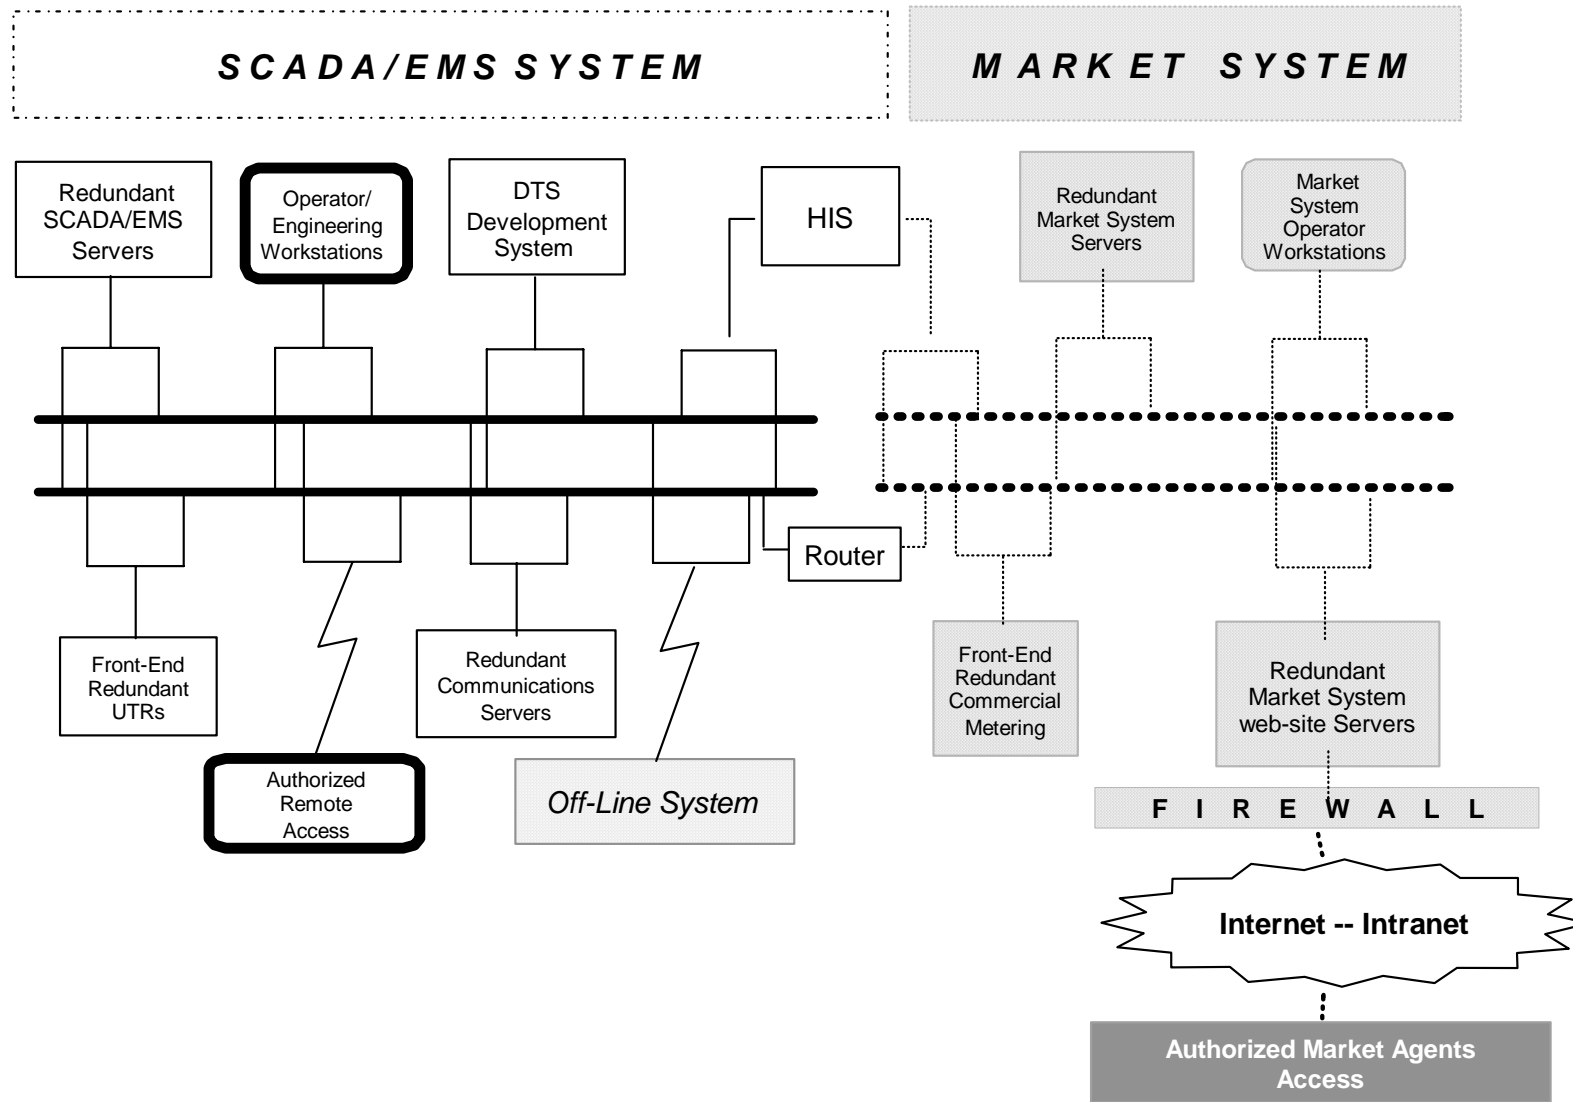 SCADA/EMS SYSTEM
MARKET SYSTEM
Redundant
SCADA/EMS
Servers
Operator/
Engineering
Workstations
DTS
Development
System
HIS
Redundant
Market System
Servers
Market
System
Operator
Workstations
Router
Front-End
Redundant
UTRs
Redundant
Communications
Servers
Front-End
Redundant
Commercial
Metering
Redundant
Market System
web-site Servers
Authorized
Remote
Access
Off-Line System
FIREWALL
Internet -- Intranet
Authorized Market Agents
Access